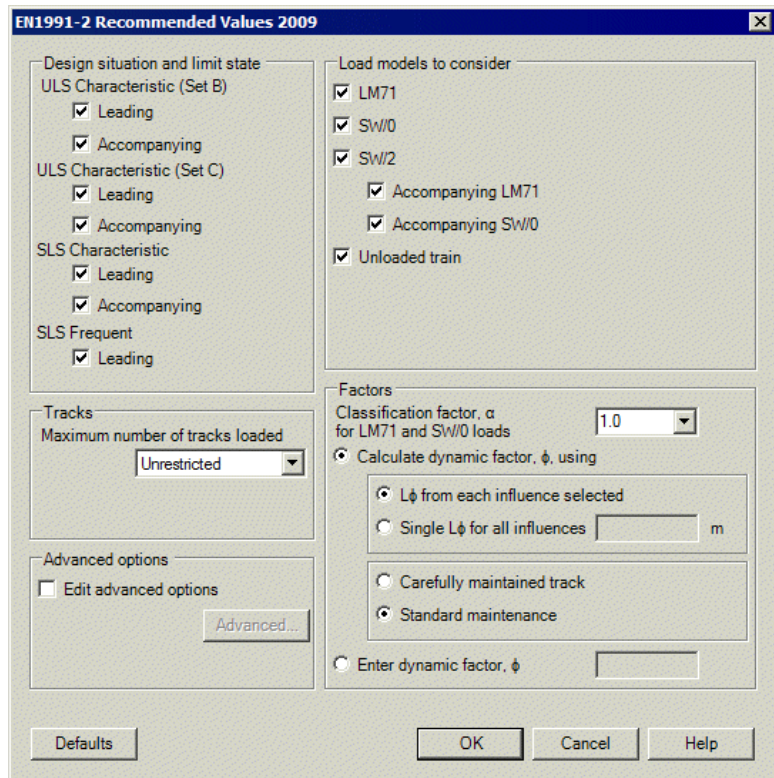 EN1991-2 Recommended Values 2009
Design situation and limit state
ULS Characteristic (Set B)
Leading
Accompanying
ULS Characteristic (Set C)
Leading
Accompanying
SLS Characteristic
Leading
Accompanying
SLS Frequent
Leading
Load models to consider
LM71
SW/0
SW/2
Accompanying LM71
Accompanying SW/0
Unloaded train
Tracks
Maximum number of tracks loaded
Unrestricted
Advanced options
Edit advanced options
Advanced...
Factors
Classification factor, α
for LM71 and SW/0 loads
1.0
Calculate dynamic factor, ϕ, using
Lϕ from each influence selected
Single Lϕ for all influences m
Carefully maintained track
Standard maintenance
Enter dynamic factor, ϕ
Defaults
OK
Cancel
Help